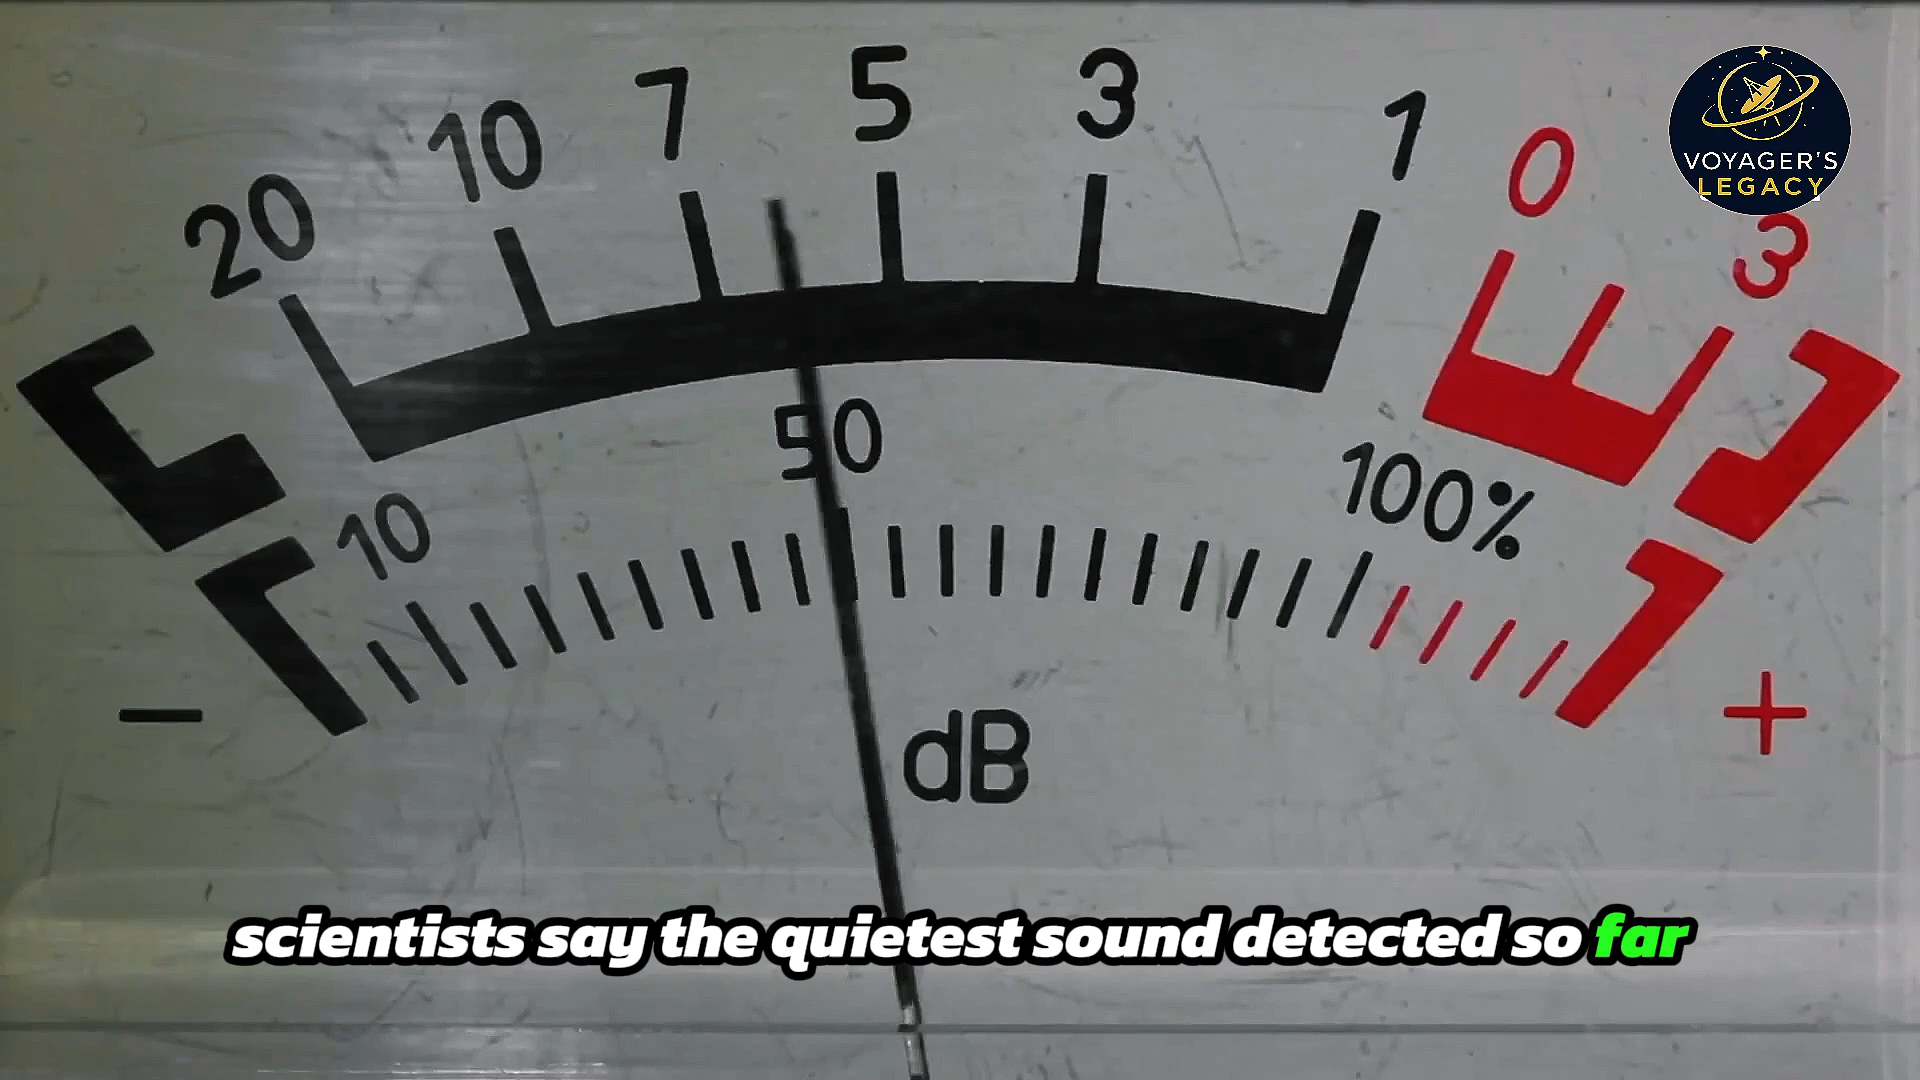 20 10 7 5 3 1 0 3
VOYAGER'S
LEGACY
10 50 100%
− +
dB
scientists say the quietest sound detected so far